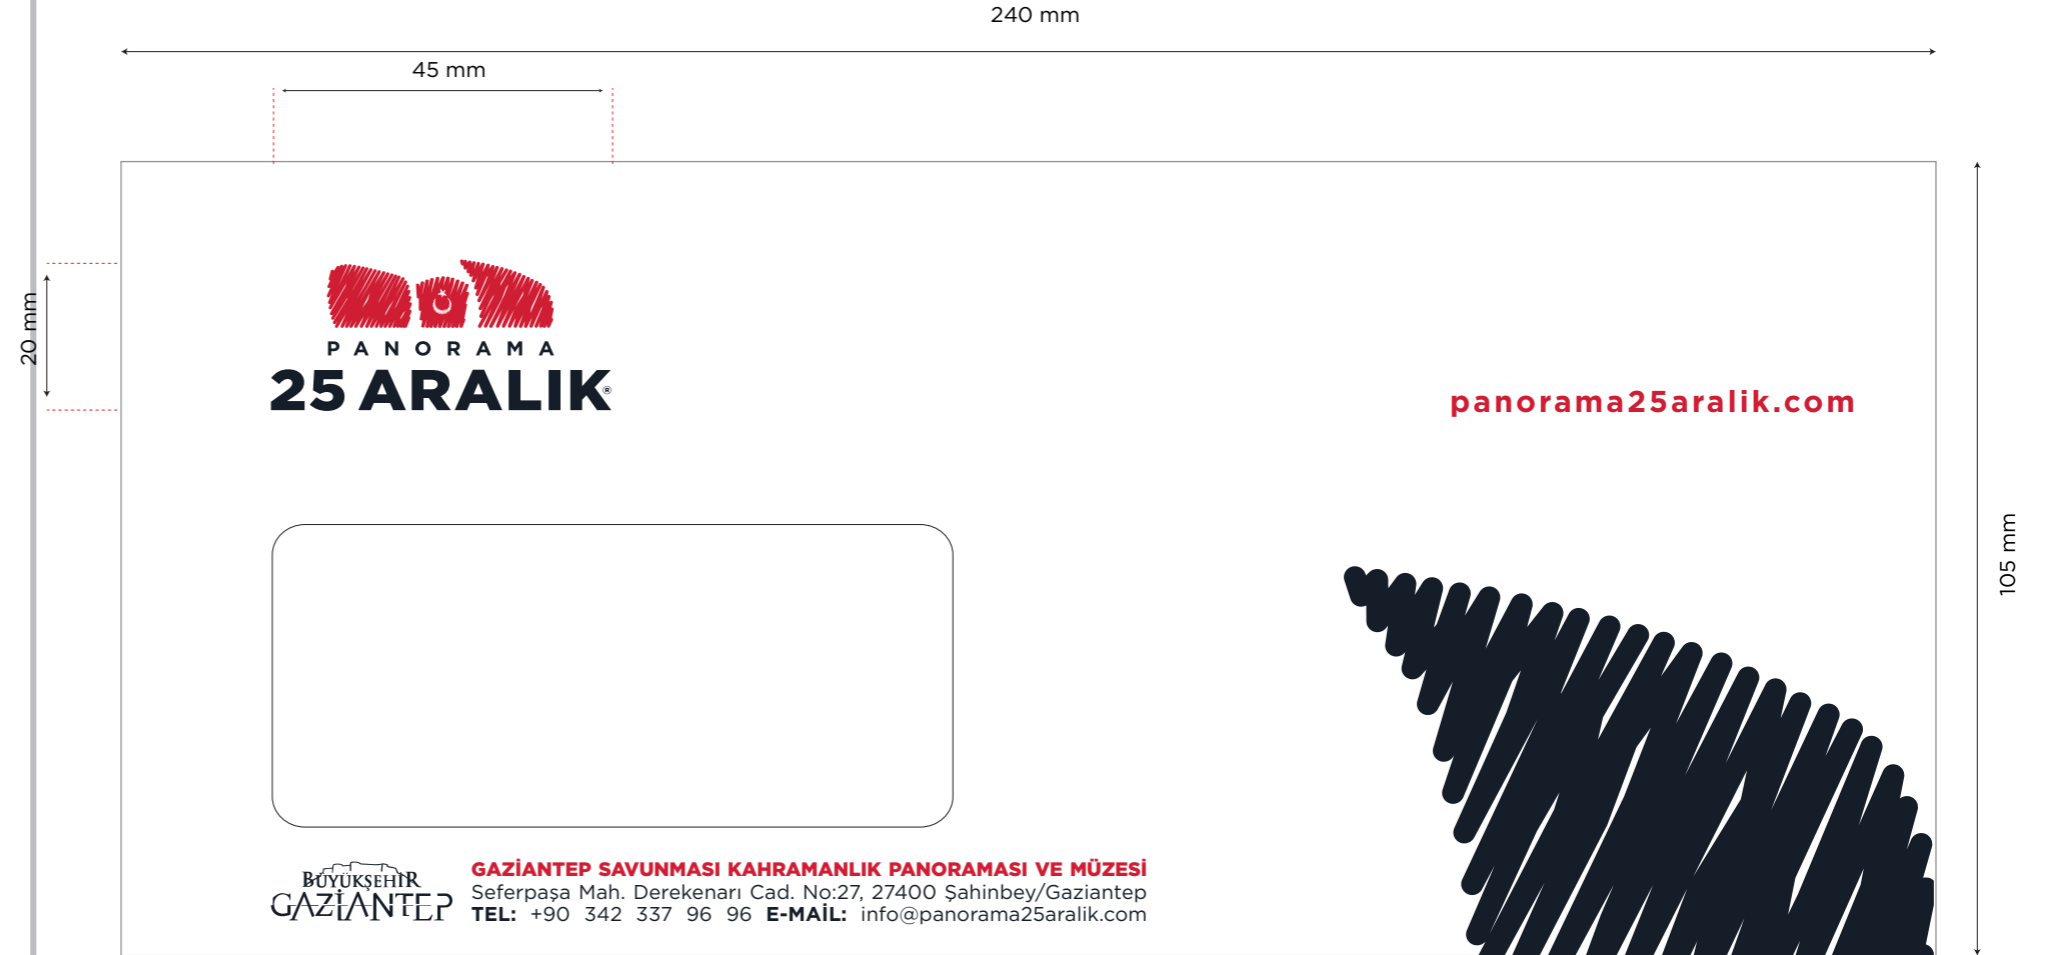 240 mm
45 mm
20 mm
PANORAMA
25 ARALIK®
panorama25aralik.com
105 mm
BÜYÜKŞEHİR
GAZİANTEP
GAZİANTEP SAVUNMASI KAHRAMANLIK PANORAMASI VE MÜZESİ
Seferpaşa Mah. Derekenarı Cad. No:27, 27400 Şahinbey/Gaziantep
TEL: +90 342 337 96 96 E-MAİL: info@panorama25aralik.com